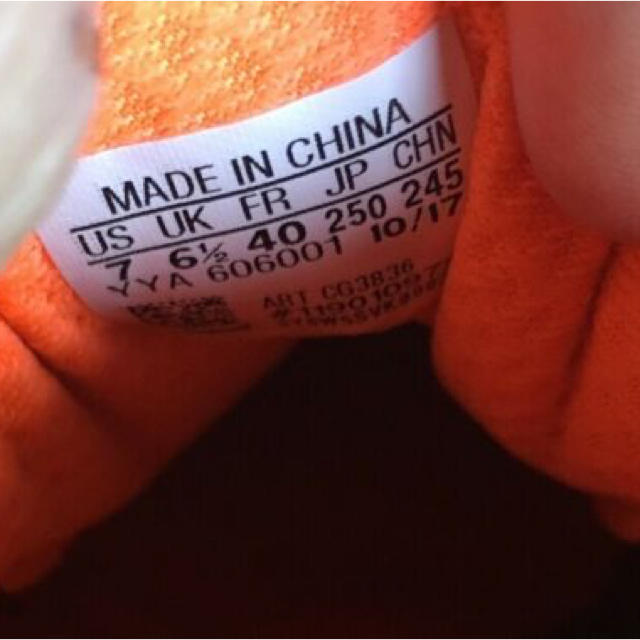 MADE IN CHINA
US UK FR JP CHN
7 6½ 40 250 245
YYA 606001 10/17
ART CG3836